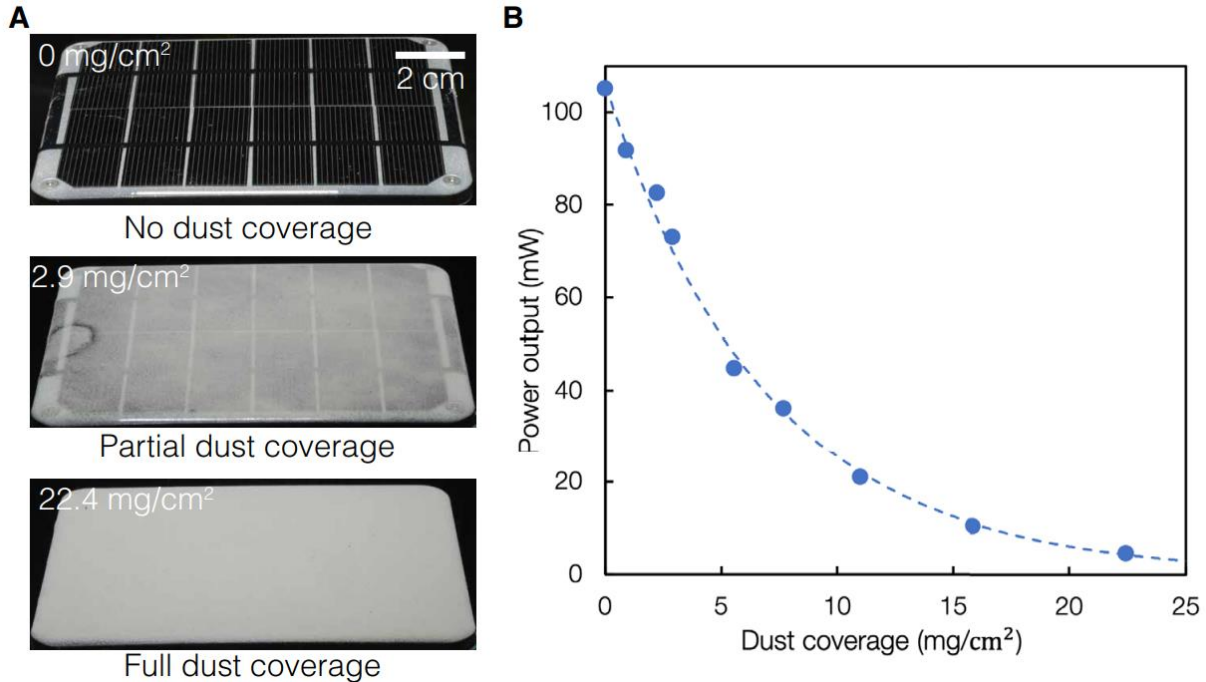 A
0 mg/cm²
2 cm
No dust coverage
2.9 mg/cm²
Partial dust coverage
22.4 mg/cm²
Full dust coverage
B
Power output (mW)
100
80
60
40
20
0
0 5 10 15 20 25
Dust coverage (mg/cm²)